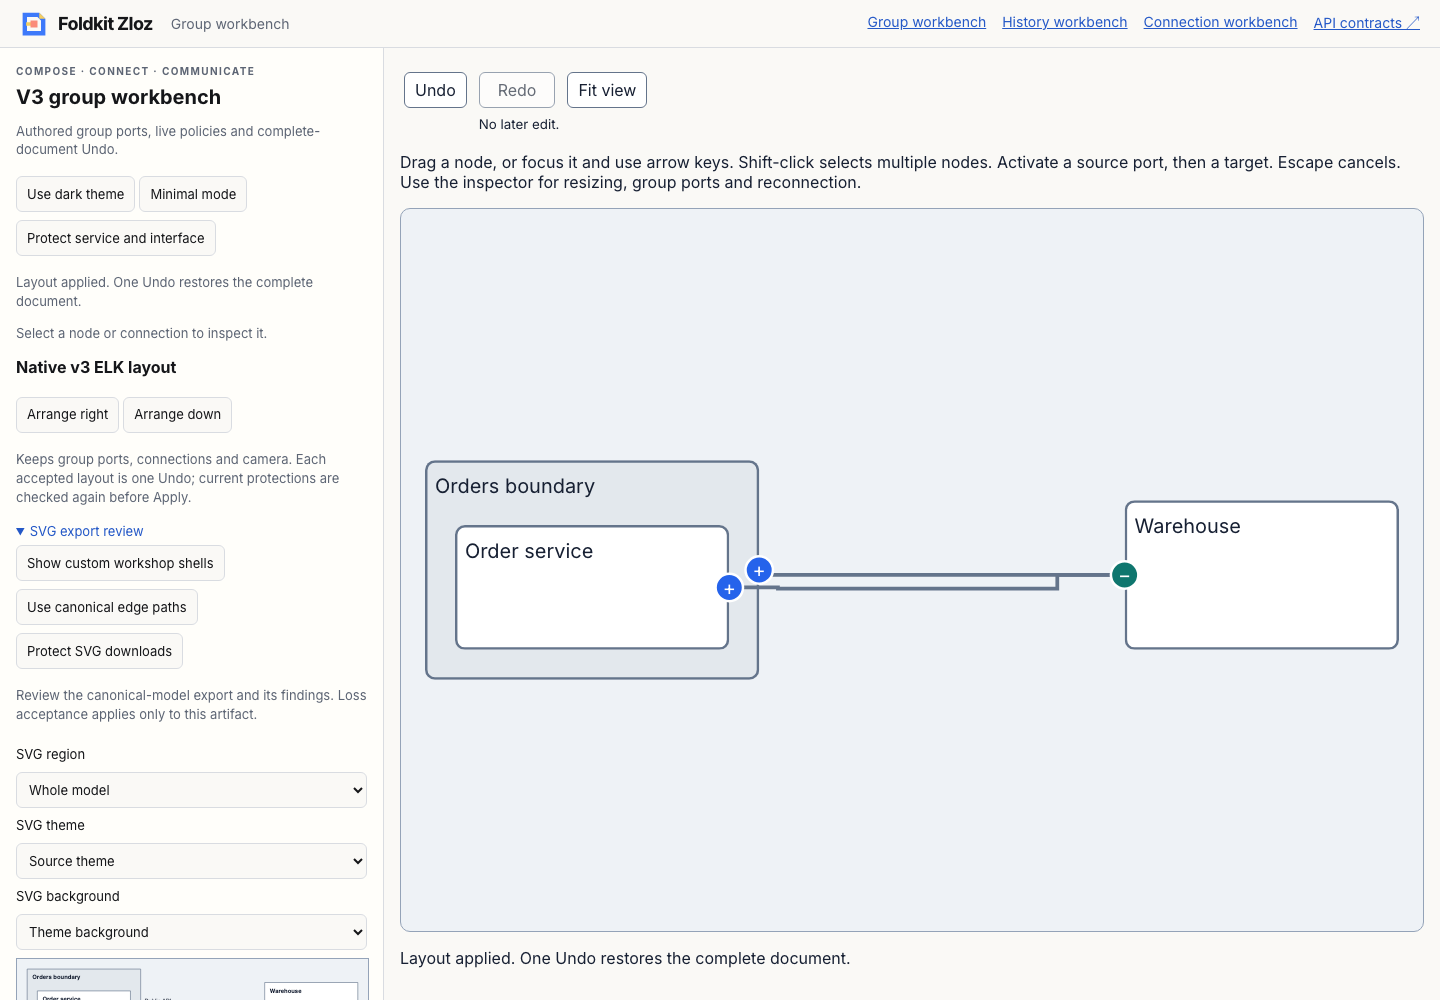 Foldkit Zloz
Group workbench
Group workbench
History workbench
Connection workbench
API contracts ↗
COMPOSE · CONNECT · COMMUNICATE
V3 group workbench
Authored group ports, live policies and complete-
document Undo.
Use dark theme
Minimal mode
Protect service and interface
Layout applied. One Undo restores the complete
document.
Select a node or connection to inspect it.
Native v3 ELK layout
Arrange right
Arrange down
Keeps group ports, connections and camera. Each
accepted layout is one Undo; current protections are
checked again before Apply.
▼ SVG export review
Show custom workshop shells
Use canonical edge paths
Protect SVG downloads
Review the canonical-model export and its findings. Loss
acceptance applies only to this artifact.
SVG region
Whole model
SVG theme
Source theme
SVG background
Theme background
Orders boundary
Warehouse
Order service
Undo
Redo
Fit view
No later edit.
Drag a node, or focus it and use arrow keys. Shift-click selects multiple nodes. Activate a source port, then a target. Escape cancels.
Use the inspector for resizing, group ports and reconnection.
Orders boundary
Order service
+
+
Warehouse
−
Layout applied. One Undo restores the complete document.